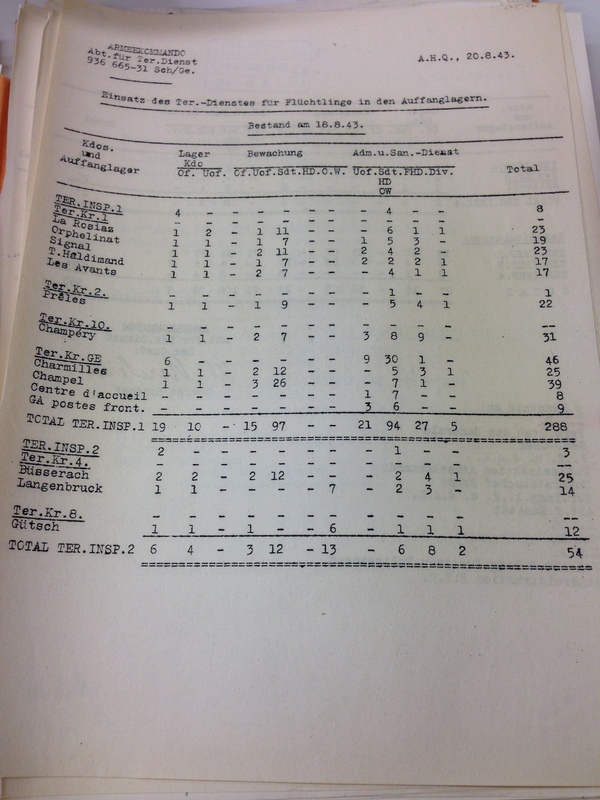 ARMEEKOMMANDO
Abt.für Ter.Dienst
936 665-31 Sch/Ge.
A.H.Q., 20.8.43.
Einsatz des Ter.-Dienstes für Flüchtlinge in den Auffanglagern.
Bestand am 18.8.43.
Kdos. und Auffanglager Lager Kdo Bewachung Adm.u.San.-Dienst Total
Of. Uof. Of.Uof.Sdt.HD.O.W. Uof.Sdt.FHD.Div.
HD
OW
TER.INSP.1 4 - - - - - - - 4 - - 8
Ter.Kr.1 - - - - - - - - - - - -
La Rosiaz 1 2 - 1 11 - - - 6 1 1 23
Orphelinat 1 1 - 1 7 - - 1 5 3 - 19
Signal 1 1 - 2 11 - - 2 4 2 - 23
T.Haldimand 1 1 - 1 7 - - 2 2 2 1 17
Les Avants 1 1 - 2 7 - - - 4 1 1 17
Ter.Kr.2. - - - - - - - - 1 - - 1
Prêles 1 1 - 1 9 - - - 5 4 1 22
Ter.Kr.10. - - - - - - - - - - - --
Champéry 1 1 - 2 7 - - 3 8 9 - 31
Ter.Kr.GE 6 - - - - - - 9 30 1 - 46
Charmilles 1 1 - 2 12 - - - 5 3 1 25
Champel 1 1 - 3 26 - - - 7 1 - 39
Centre d'accueil - - - - - - - 1 7 - - 8
GA postes front. - - - - - - - 3 6 - - 9
TOTAL TER.INSP.1 19 10 - 15 97 - - 21 94 27 5 288
TER.INSP.2 2 - - - - - - - 1 - - 3
Ter.Kr.4. - - - - - - - - - - - --
Büsserach 2 2 - 2 12 - - - 2 4 1 25
Langenbruck 1 1 - - - - 7 - 2 3 - 14
Ter.Kr.8. - - - - - - - - - - - --
Gütsch 1 1 - 1 - - 6 - 1 1 1 12
TOTAL TER.INSP.2 6 4 - 3 12 - 13 - 6 8 2 54